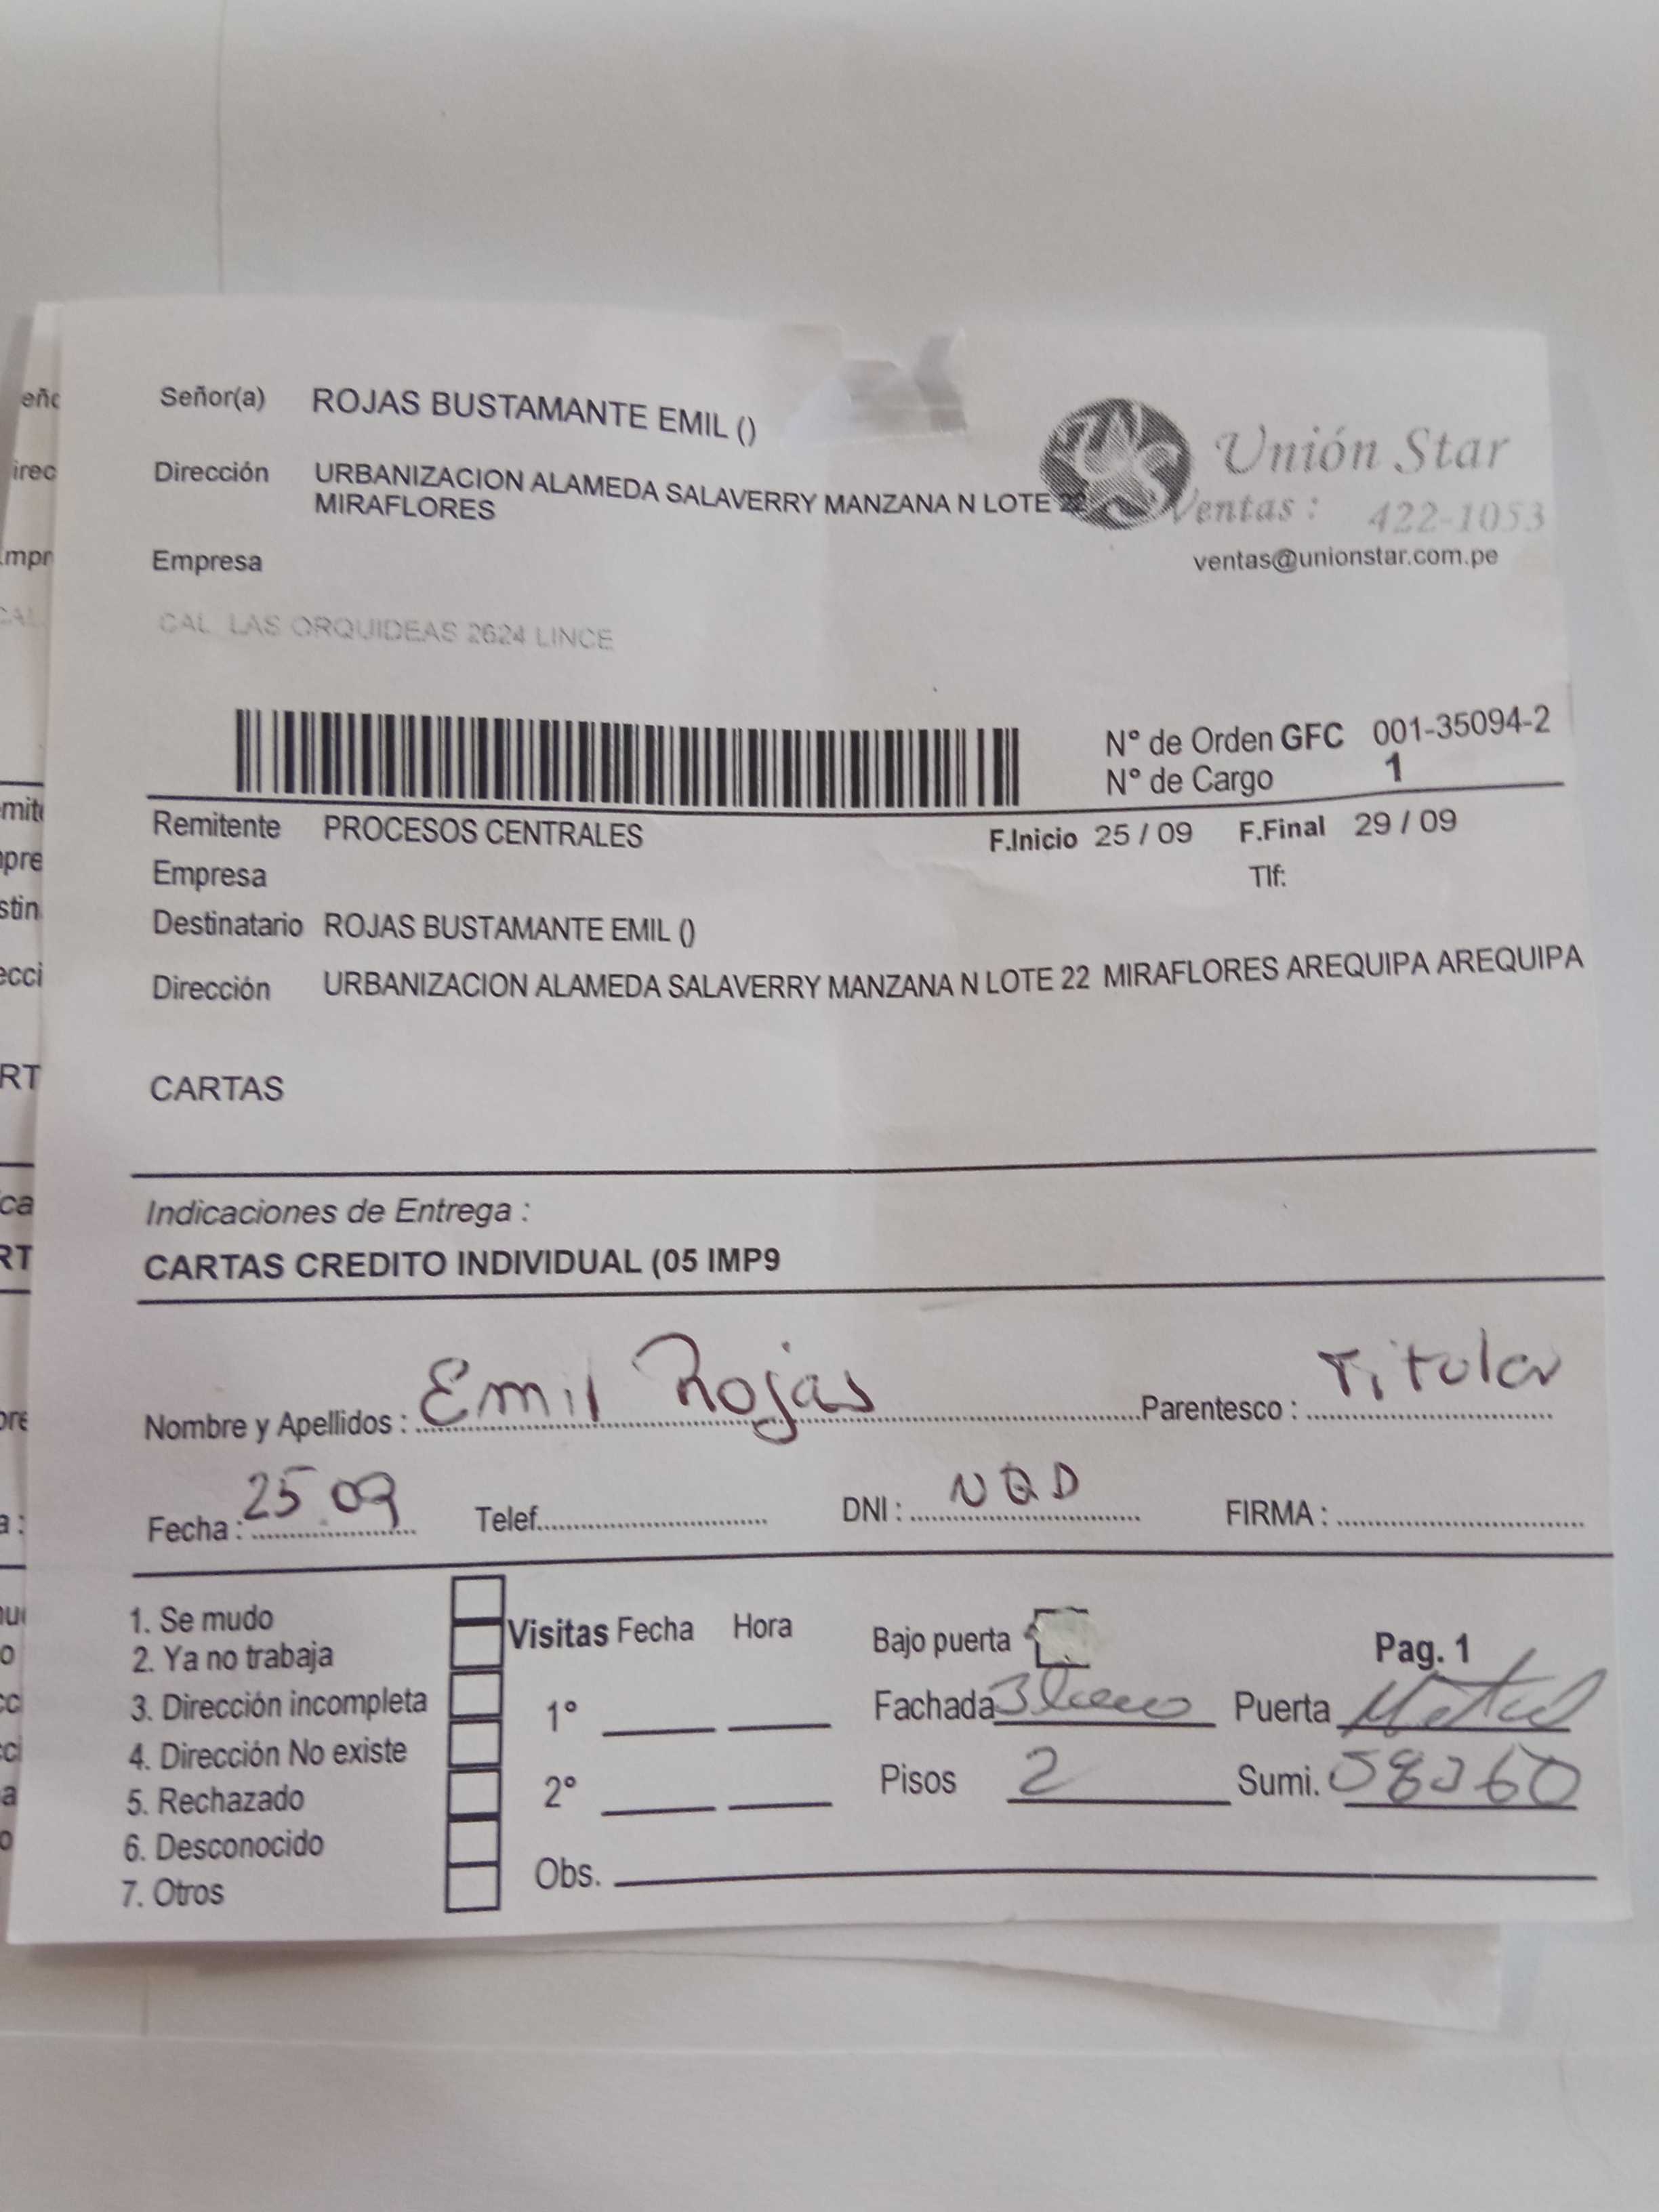 Señor(a) ROJAS BUSTAMANTE EMIL ()
Unión Star
Dirección URBANIZACION ALAMEDA SALAVERRY MANZANA N LOTE 22
MIRAFLORES
Ventas : 422-1053
ventas@unionstar.com.pe
Empresa
CAL LAS ORQUIDEAS 2624 LINCE
N° de Orden GFC 001-35094-2
N° de Cargo 1
Remitente PROCESOS CENTRALES F.Inicio 25 / 09 F.Final 29 / 09
Empresa Tlf:
Destinatario ROJAS BUSTAMANTE EMIL ()
Dirección URBANIZACION ALAMEDA SALAVERRY MANZANA N LOTE 22 MIRAFLORES AREQUIPA AREQUIPA
CARTAS
Indicaciones de Entrega :
CARTAS CREDITO INDIVIDUAL (05 IMP9
Nombre y Apellidos : Emil Rojas Parentesco : Titular
Fecha : 25 09 Telef. DNI : NQD FIRMA :
1. Se mudo
2. Ya no trabaja
3. Dirección incompleta
4. Dirección No existe
5. Rechazado
6. Desconocido
7. Otros
Visitas Fecha Hora
1°
2°
Obs.
Bajo puerta Pag. 1
Fachada Blanco Puerta Metal
Pisos 2 Sumi.